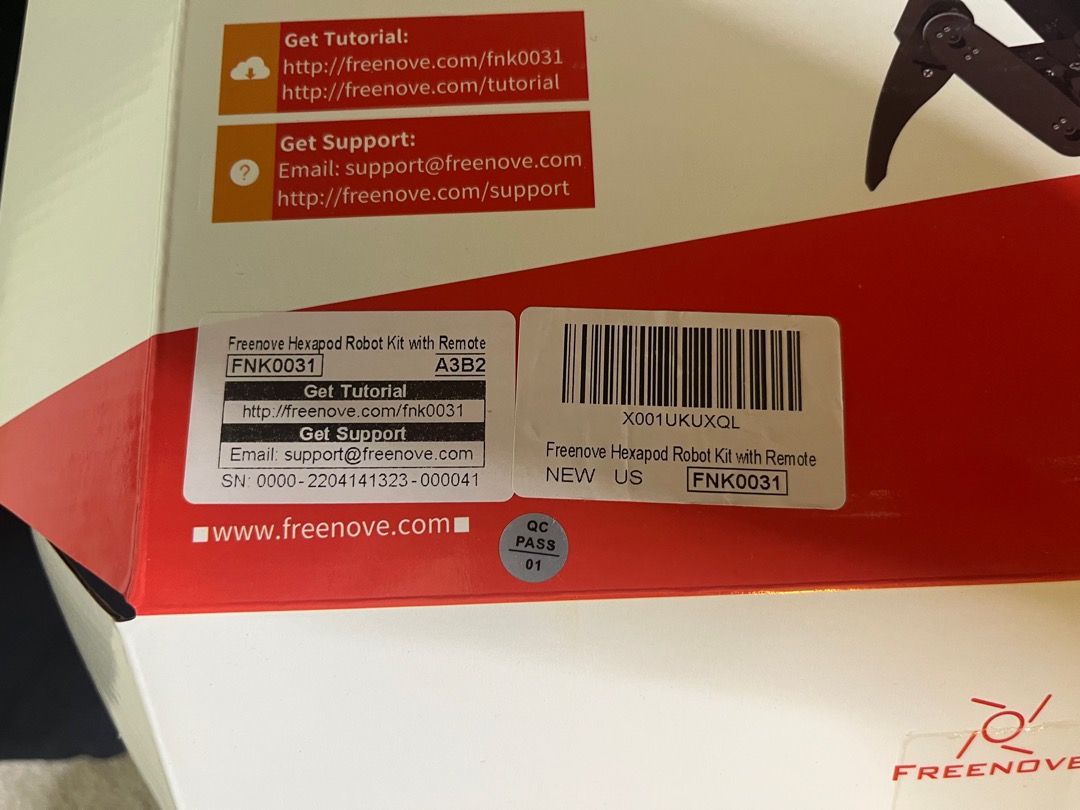 Get Tutorial:
http://freenove.com/fnk0031
http://freenove.com/tutorial
?
Get Support:
Email: support@freenove.com
http://freenove.com/support
Freenove Hexapod Robot Kit with Remote
FNK0031 A3B2
Get Tutorial
http://freenove.com/fnk0031
Get Support
Email: support@freenove.com
SN: 0000-2204141323-000041
X001UKUXQL
Freenove Hexapod Robot Kit with Remote
NEW US FNK0031
■www.freenove.com■
QC
PASS
01
FREENOVE